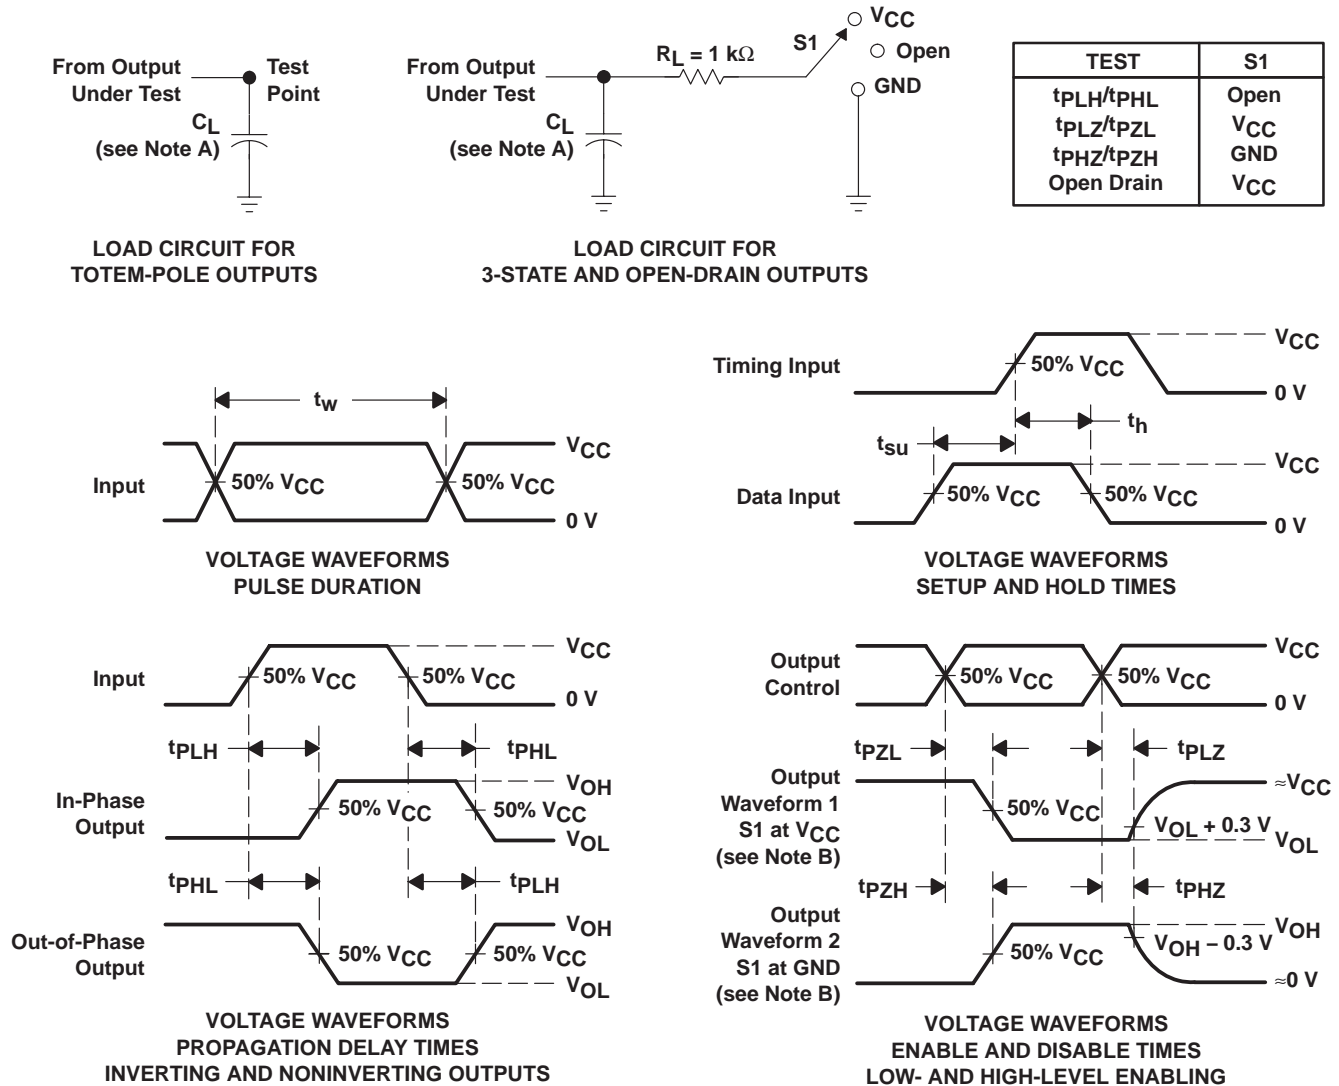 From Output
Under Test
Test
Point
CL
(see Note A)
LOAD CIRCUIT FOR
TOTEM-POLE OUTPUTS
From Output
Under Test
CL
(see Note A)
RL = 1 kΩ
S1
VCC
Open
GND
LOAD CIRCUIT FOR
3-STATE AND OPEN-DRAIN OUTPUTS
TEST S1
tPLH/tPHL Open
tPLZ/tPZL VCC
tPHZ/tPZH GND
Open Drain VCC
tw
Input
50% VCC
50% VCC
VCC
0 V
VOLTAGE WAVEFORMS
PULSE DURATION
Timing Input
50% VCC
VCC
0 V
th
tsu
Data Input
50% VCC
50% VCC
VCC
0 V
VOLTAGE WAVEFORMS
SETUP AND HOLD TIMES
Input
50% VCC
50% VCC
VCC
0 V
tPLH
tPHL
In-Phase
Output
50% VCC
50% VCC
VOH
VOL
tPHL
tPLH
Out-of-Phase
Output
50% VCC
50% VCC
VOH
VOL
VOLTAGE WAVEFORMS
PROPAGATION DELAY TIMES
INVERTING AND NONINVERTING OUTPUTS
Output
Control
50% VCC
50% VCC
VCC
0 V
tPZL
tPLZ
Output
Waveform 1
S1 at VCC
(see Note B)
50% VCC
≈VCC
VOL + 0.3 V
VOL
tPZH
tPHZ
Output
Waveform 2
S1 at GND
(see Note B)
50% VCC
VOH
VOH – 0.3 V
≈0 V
VOLTAGE WAVEFORMS
ENABLE AND DISABLE TIMES
LOW- AND HIGH-LEVEL ENABLING